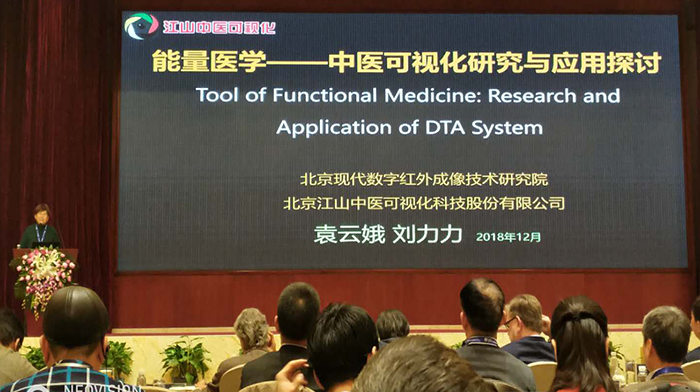 江山中医可视化
能量医学——中医可视化研究与应用探讨
Tool of Functional Medicine: Research and
Application of DTA System
北京现代数字红外成像技术研究院
北京江山中医可视化科技股份有限公司
袁云娥 刘力力 2018年12月
NEOVISION